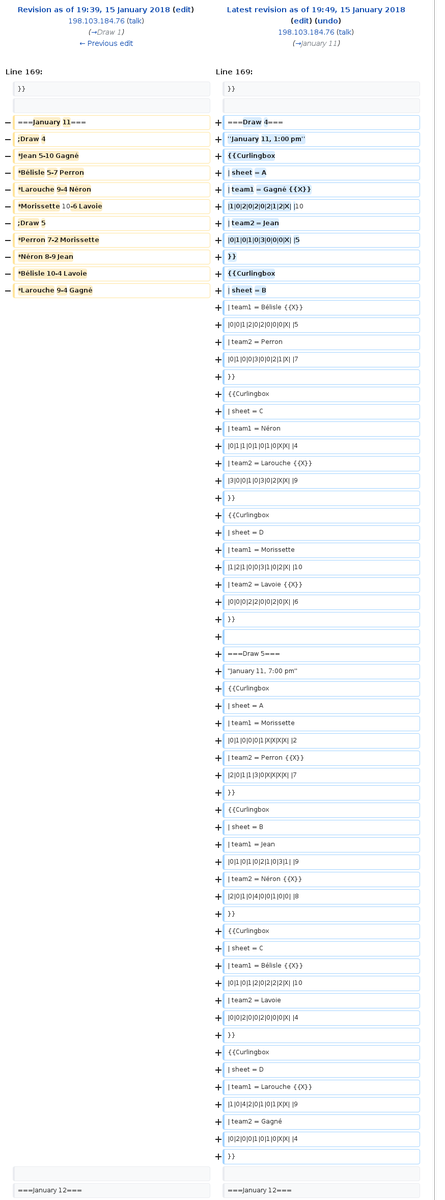 Revision as of 19:39, 15 January 2018 (edit)
198.103.184.76 (talk)
(→Draw 1)
← Previous edit
Latest revision as of 19:49, 15 January 2018
(edit) (undo)
198.103.184.76 (talk)
(→January 11)
Line 169:
}}
− ===January 11===
− ;Draw 4
− *Jean 5-10 Gagné
− *Bélisle 5-7 Perron
− *Larouche 9-4 Néron
− *Morissette 10-6 Lavoie
− ;Draw 5
− *Perron 7-2 Morissette
− *Néron 8-9 Jean
− *Bélisle 10-4 Lavoie
− *Larouche 9-4 Gagné
===January 12===
Line 169:
}}
+ ===Draw 4===
+ ''January 11, 1:00 pm''
+ {{Curlingbox
+ | sheet = A
+ | team1 = Gagné {{X}}
+ |1|0|2|0|2|0|2|1|2|X| |10
+ | team2 = Jean
+ |0|1|0|1|0|3|0|0|0|X| |5
+ }}
+ {{Curlingbox
+ | sheet = B
+ | team1 = Bélisle {{X}}
+ |0|0|1|2|0|2|0|0|0|X| |5
+ | team2 = Perron
+ |0|1|0|0|3|0|0|2|1|X| |7
+ }}
+ {{Curlingbox
+ | sheet = C
+ | team1 = Néron
+ |0|1|1|0|1|0|1|0|X|X| |4
+ | team2 = Larouche {{X}}
+ |3|0|0|1|0|3|0|2|X|X| |9
+ }}
+ {{Curlingbox
+ | sheet = D
+ | team1 = Morissette
+ |1|2|1|0|0|3|1|0|2|X| |10
+ | team2 = Lavoie {{X}}
+ |0|0|0|2|2|0|0|2|0|X| |6
+ }}
+
+ ===Draw 5===
+ ''January 11, 7:00 pm''
+ {{Curlingbox
+ | sheet = A
+ | team1 = Morissette
+ |0|1|0|0|0|1|X|X|X|X| |2
+ | team2 = Perron {{X}}
+ |2|0|1|1|3|0|X|X|X|X| |7
+ }}
+ {{Curlingbox
+ | sheet = B
+ | team1 = Jean
+ |0|1|0|1|0|2|1|0|3|1| |9
+ | team2 = Néron {{X}}
+ |2|0|1|0|4|0|0|1|0|0| |8
+ }}
+ {{Curlingbox
+ | sheet = C
+ | team1 = Bélisle {{X}}
+ |0|1|0|1|2|0|2|2|2|X| |10
+ | team2 = Lavoie
+ |0|0|2|0|0|2|0|0|0|X| |4
+ }}
+ {{Curlingbox
+ | sheet = D
+ | team1 = Larouche {{X}}
+ |1|0|4|2|0|1|0|1|X|X| |9
+ | team2 = Gagné
+ |0|2|0|0|1|0|1|0|X|X| |4
+ }}
===January 12===